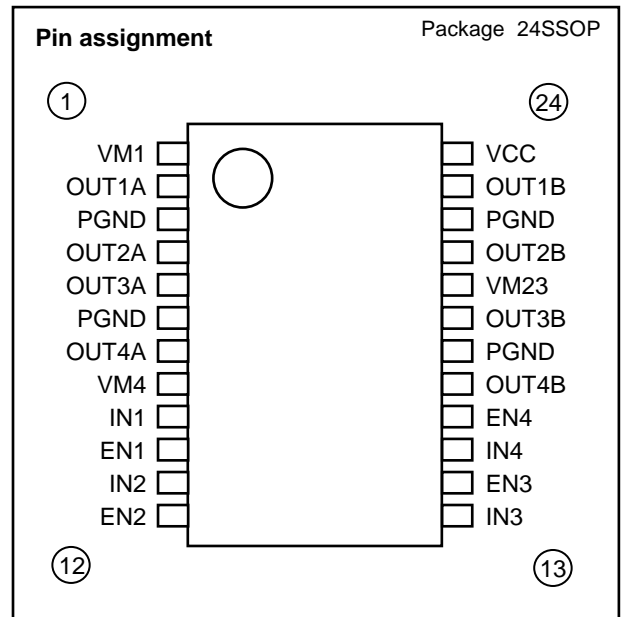 Pin assignment Package 24SSOP
1 24
VM1 VCC
OUT1A OUT1B
PGND PGND
OUT2A OUT2B
OUT3A VM23
PGND OUT3B
OUT4A PGND
VM4 OUT4B
IN1 EN4
EN1 IN4
IN2 EN3
EN2 IN3
12 13